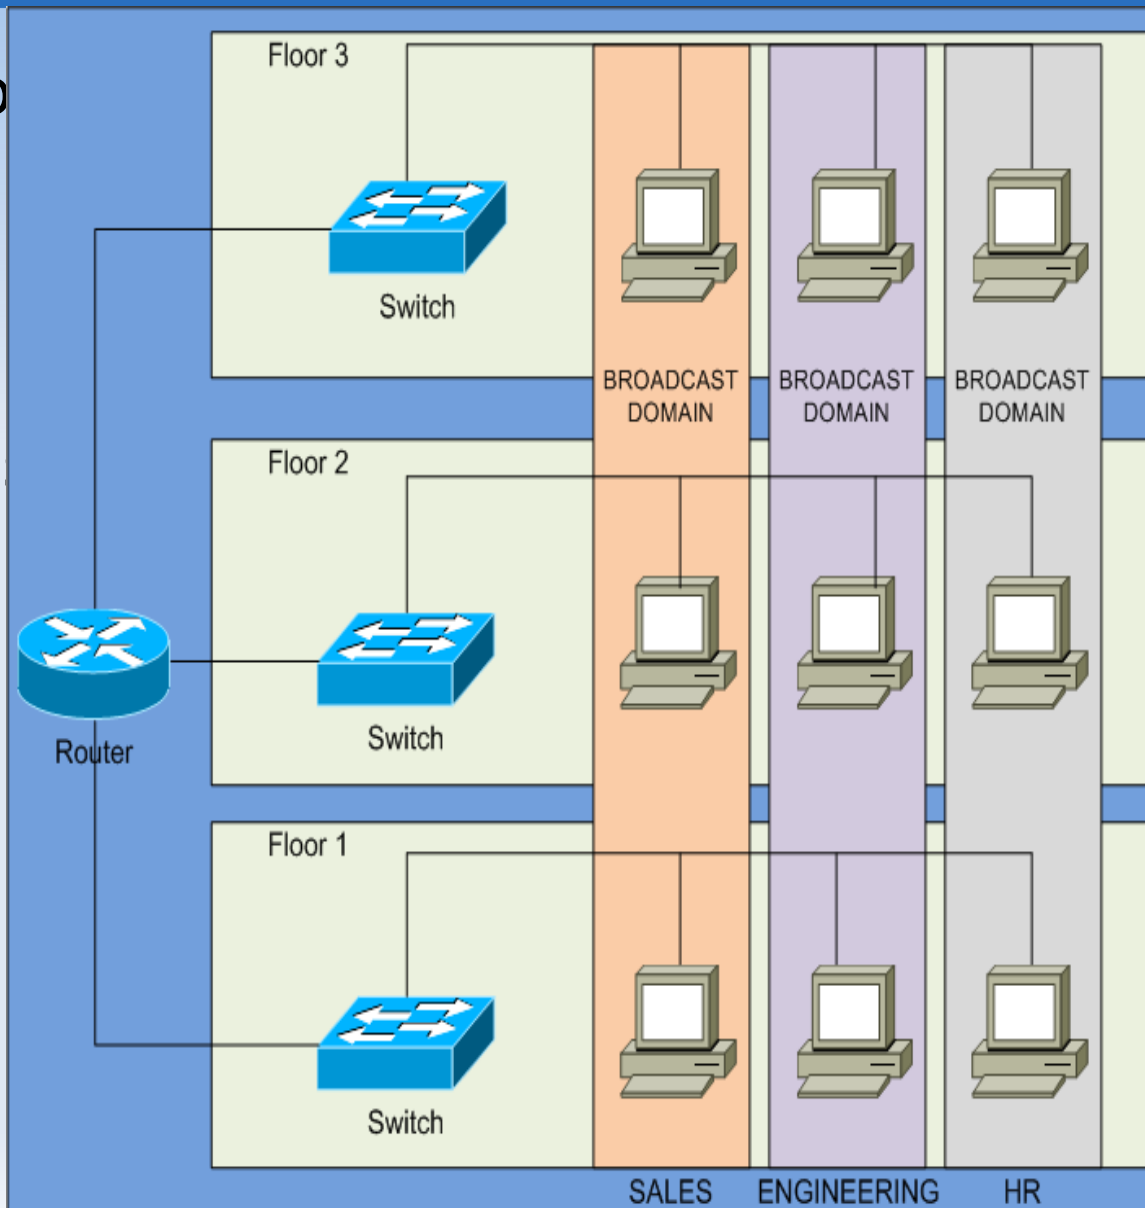 Floor 3
Switch
BROADCAST
DOMAIN
BROADCAST
DOMAIN
BROADCAST
DOMAIN
Floor 2
Router
Switch
Floor 1
Switch
SALES
ENGINEERING
HR